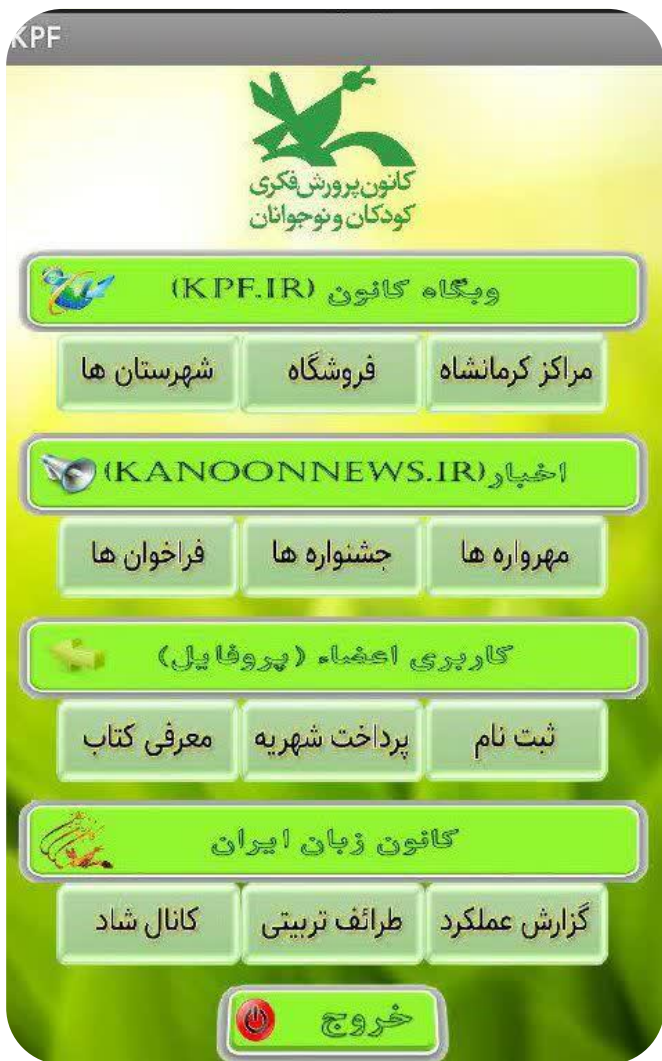 KPF
کانون پرورش فکری
کودکان و نوجوانان
وبگاه کانون (KPF.IR)
مراکز کرمانشاه فروشگاه شهرستان ها
اخبار(KANOONNEWS.IR)
مهرواره ها جشنواره ها فراخوان ها
کاربری اعضاء (پروفایل)
ثبت نام پرداخت شهریه معرفی کتاب
کانون زبان ایران
گزارش عملکرد طرائف تربیتی کانال شاد
خروج